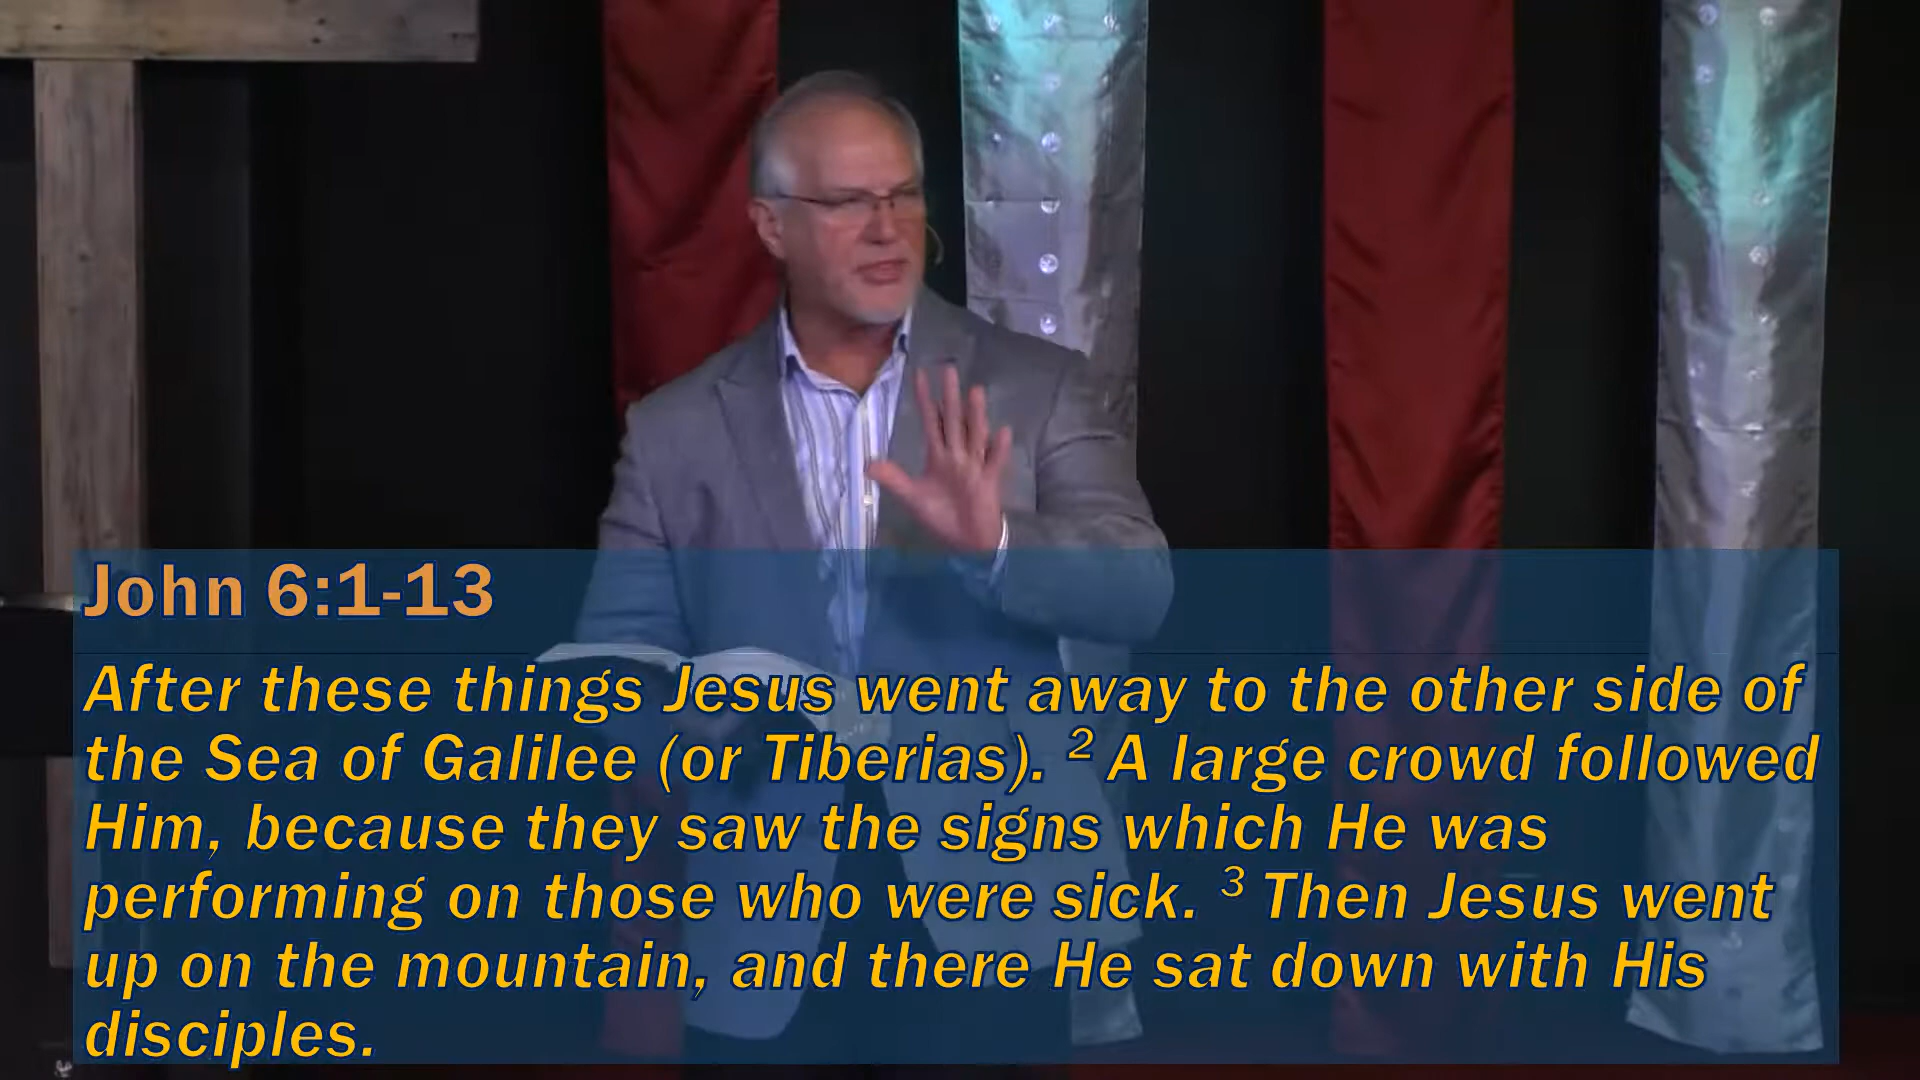 John 6:1-13
After these things Jesus went away to the other side of
the Sea of Galilee (or Tiberias). ² A large crowd followed
Him, because they saw the signs which He was
performing on those who were sick. ³ Then Jesus went
up on the mountain, and there He sat down with His
disciples.